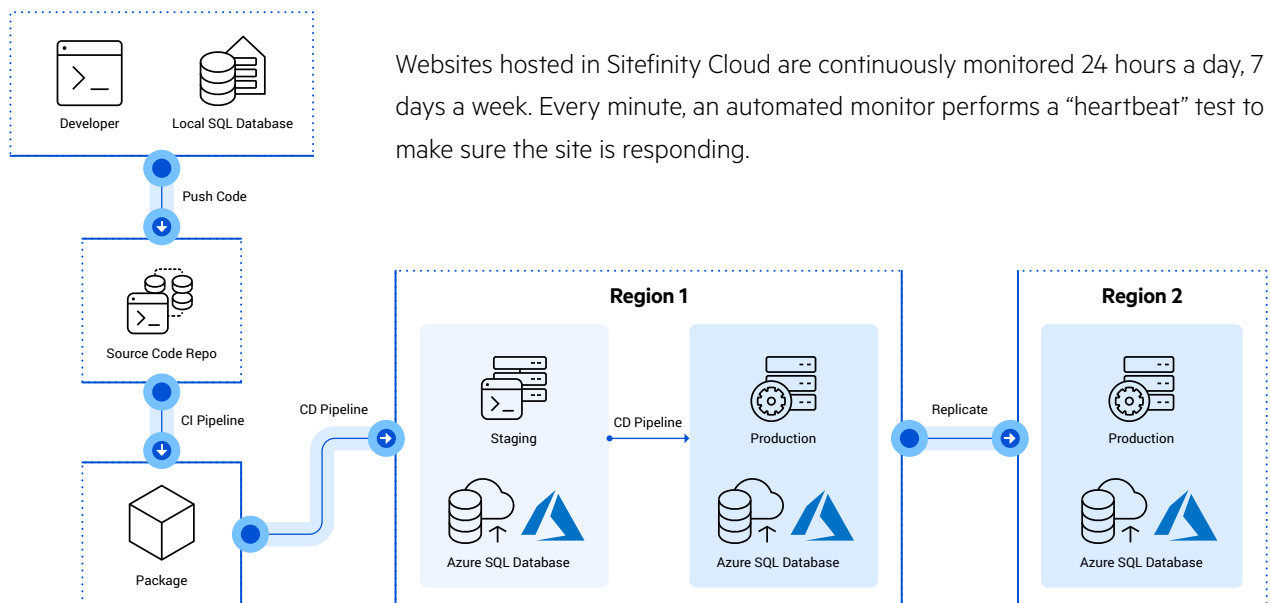 Websites hosted in Sitefinity Cloud are continuously monitored 24 hours a day, 7
days a week. Every minute, an automated monitor performs a “heartbeat” test to
make sure the site is responding.
Developer
Local SQL Database
Push Code
Source Code Repo
CI Pipeline
Package
CD Pipeline
Region 1
Staging
Azure SQL Database
CD Pipeline
Production
Azure SQL Database
Replicate
Region 2
Production
Azure SQL Database